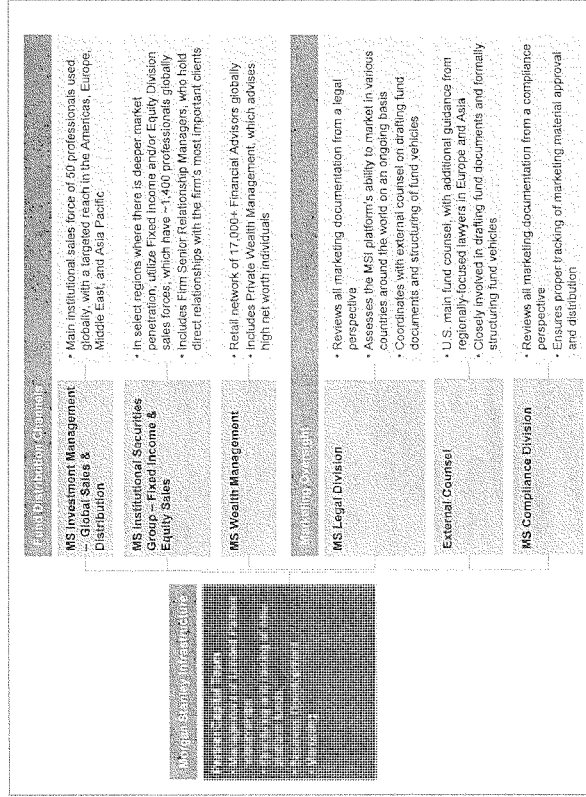 Morgan Stanley Infrastructure
Fund Distribution Channels
MS Investment Management
– Global Sales &
Distribution
• Main institutional sales force of 50 professionals used
globally, with a targeted reach in the Americas, Europe,
Middle East, and Asia Pacific
MS Institutional Securities
Group – Fixed Income &
Equity Sales
• In select regions where there is deeper market
penetration, utilize Fixed Income and/or Equity Division
sales forces, which have ~1,400 professionals globally
• Includes Firm Senior Relationship Managers, who hold
direct relationships with the firm's most important clients
MS Wealth Management
• Retail network of 17,000+ Financial Advisors globally
• Includes Private Wealth Management, which advises
high net worth individuals
Marketing Oversight
MS Legal Division
• Reviews all marketing documentation from a legal
perspective
• Assesses the MSI platform's ability to market in various
countries around the world on an ongoing basis
• Coordinates with external counsel on drafting fund
documents and structuring of fund vehicles
External Counsel
• U.S. main fund counsel, with additional guidance from
regionally-focused lawyers in Europe and Asia
• Closely involved in drafting fund documents and formally
structuring fund vehicles
MS Compliance Division
• Reviews all marketing documentation from a compliance
perspective
• Ensures proper tracking of marketing material approval
and distribution